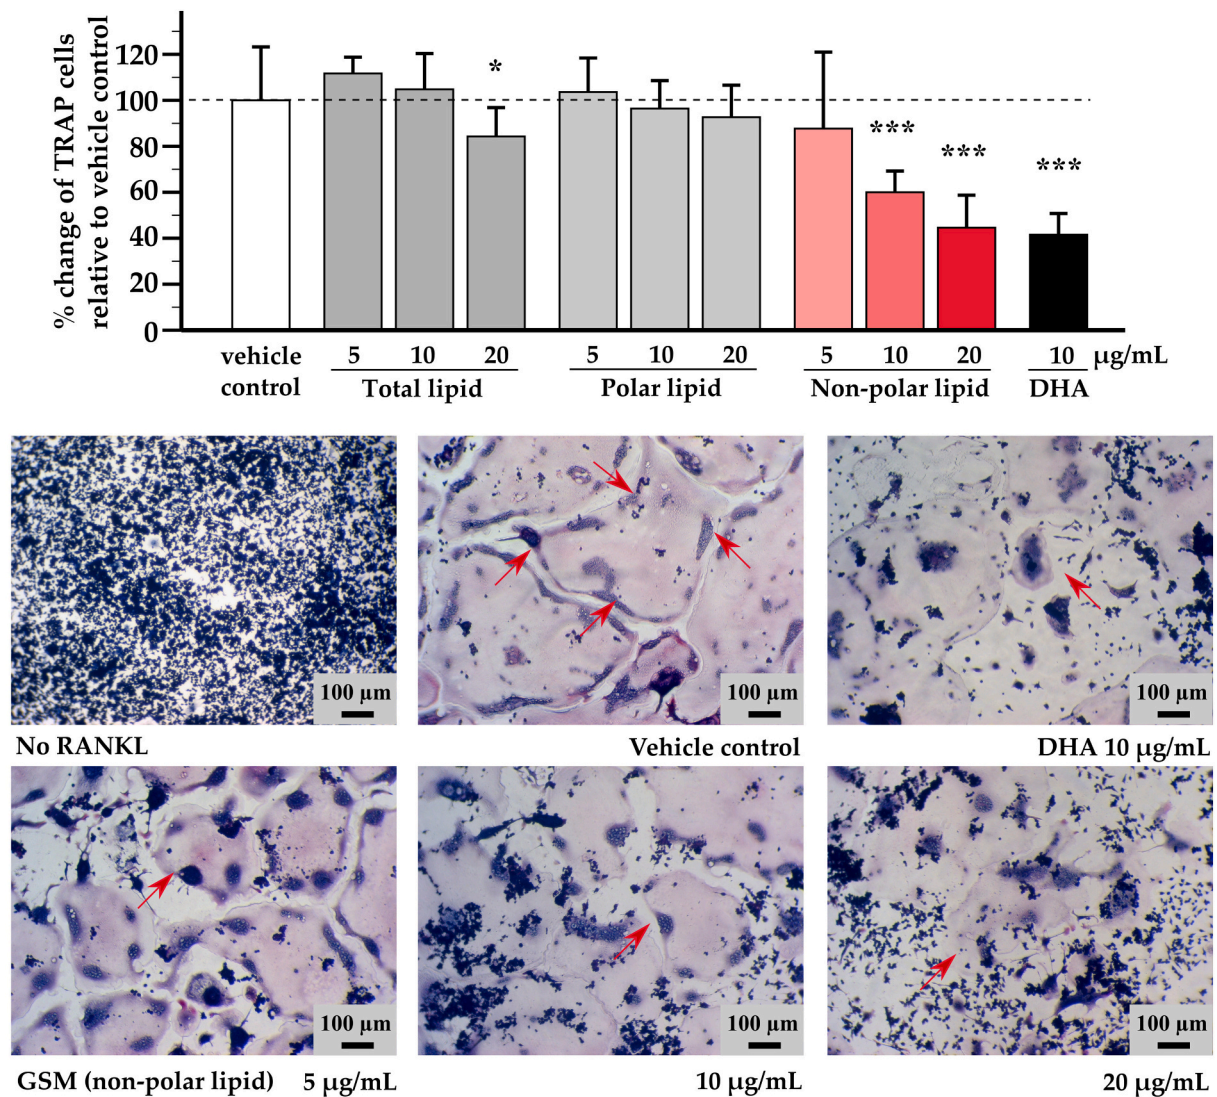 % change of TRAP cells
relative to vehicle control
120
100
80
60
40
20
0
*
***
***
***
vehicle
control
5 10 20
Total lipid
5 10 20
Polar lipid
5 10 20
Non-polar lipid
10 µg/mL
DHA
100 µm
No RANKL
100 µm
Vehicle control
100 µm
DHA 10 µg/mL
100 µm
GSM (non-polar lipid) 5 µg/mL
100 µm
10 µg/mL
100 µm
20 µg/mL